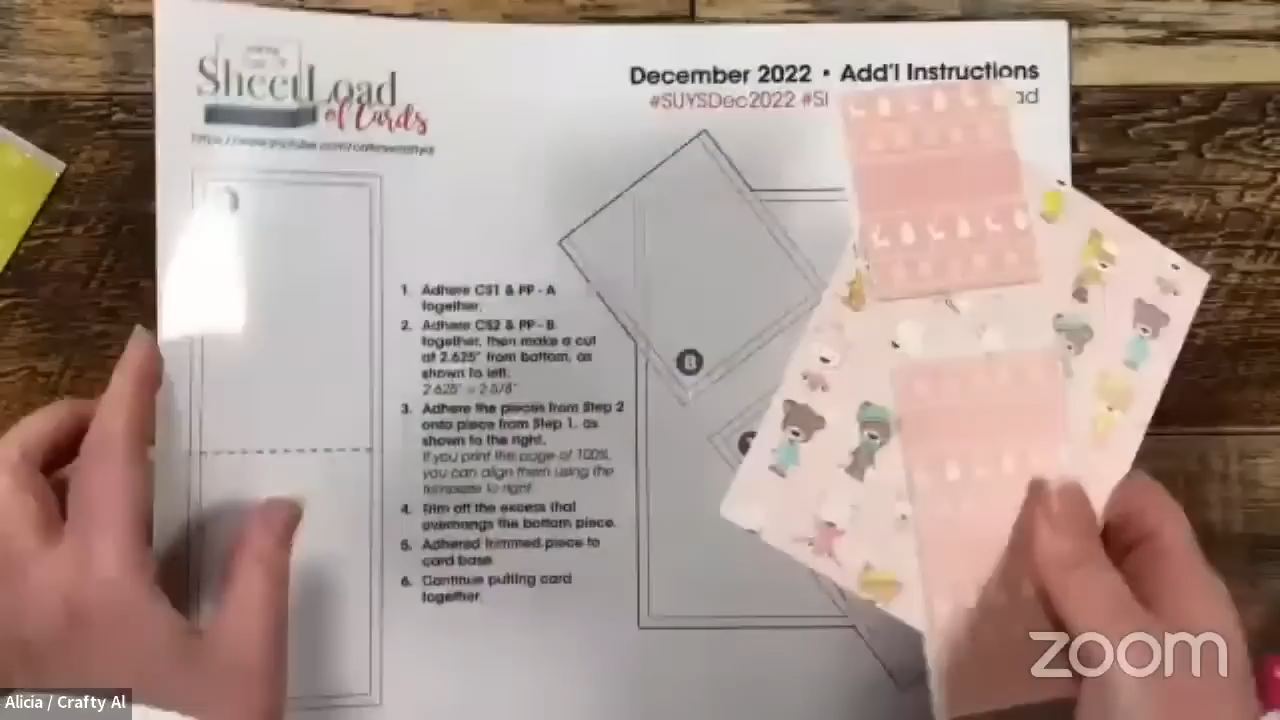 SheetLoad
of Cards
December 2022 • Add'l Instructions
#SUYSDec2022
1. Adhere CS1 & PP - A
together.
2. Adhere CS2 & PP - B
together, then make a cut
at 2.625" from bottom, as
shown to left.
2.625" = 2 5/8"
3. Adhere the pieces from Step 2
onto piece from Step 1, as
shown to the right.
If you print this page at 100%,
you can align them using the
template to right.
4. Trim off the excess that
overhangs the bottom piece.
5. Adhered trimmed piece to
card base
6. Continue putting card
together.
B
zoom
Alicia / Crafty Al